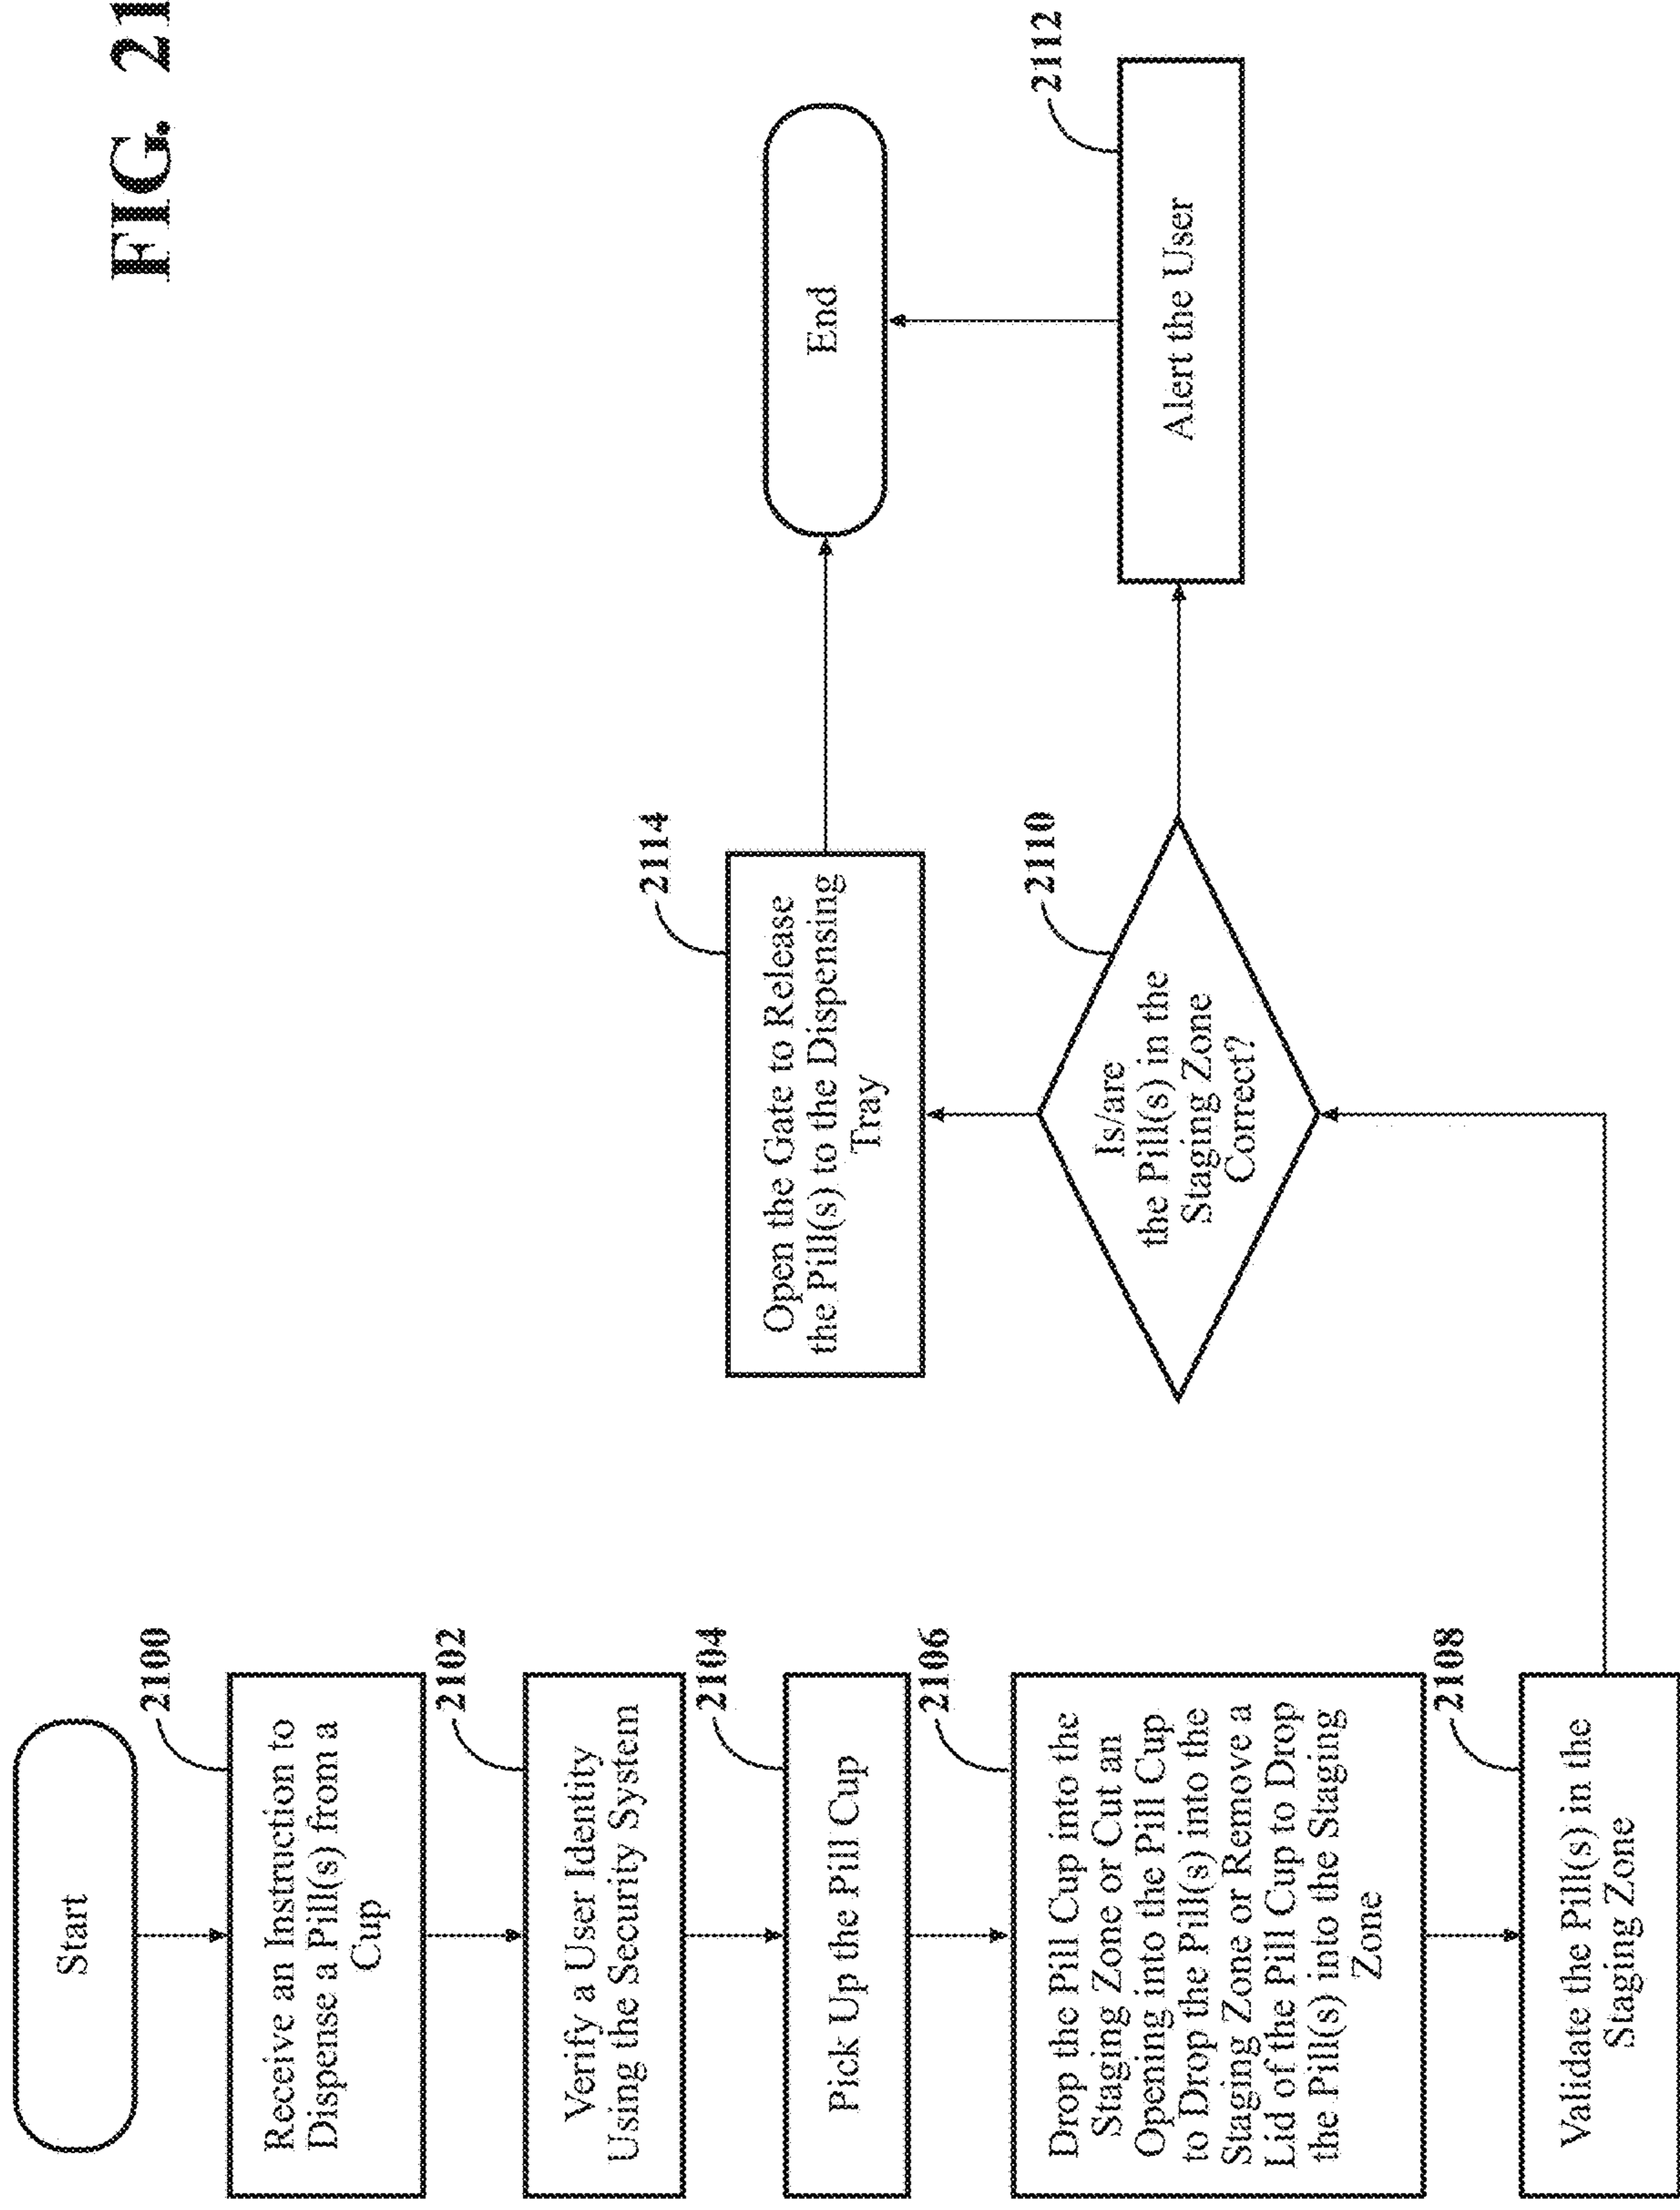 FIG. 21
Start
2100
Receive an Instruction to
Dispense a Pill(s) from a
Cup
2102
Verify a User Identity
Using the Security System
2104
Pick Up the Pill Cup
2106
Drop the Pill Cup into the
Staging Zone or Cut an
Opening into the Pill Cup
to Drop the Pill(s) into the
Staging Zone or Remove a
Lid of the Pill Cup to Drop
the Pill(s) into the Staging
Zone
2108
Validate the Pill(s) in the
Staging Zone
2110
Is/are
the Pill(s) in the
Staging Zone
Correct?
2114
Open the Gate to Release
the Pill(s) to the Dispensing
Tray
2112
Alert the User
End